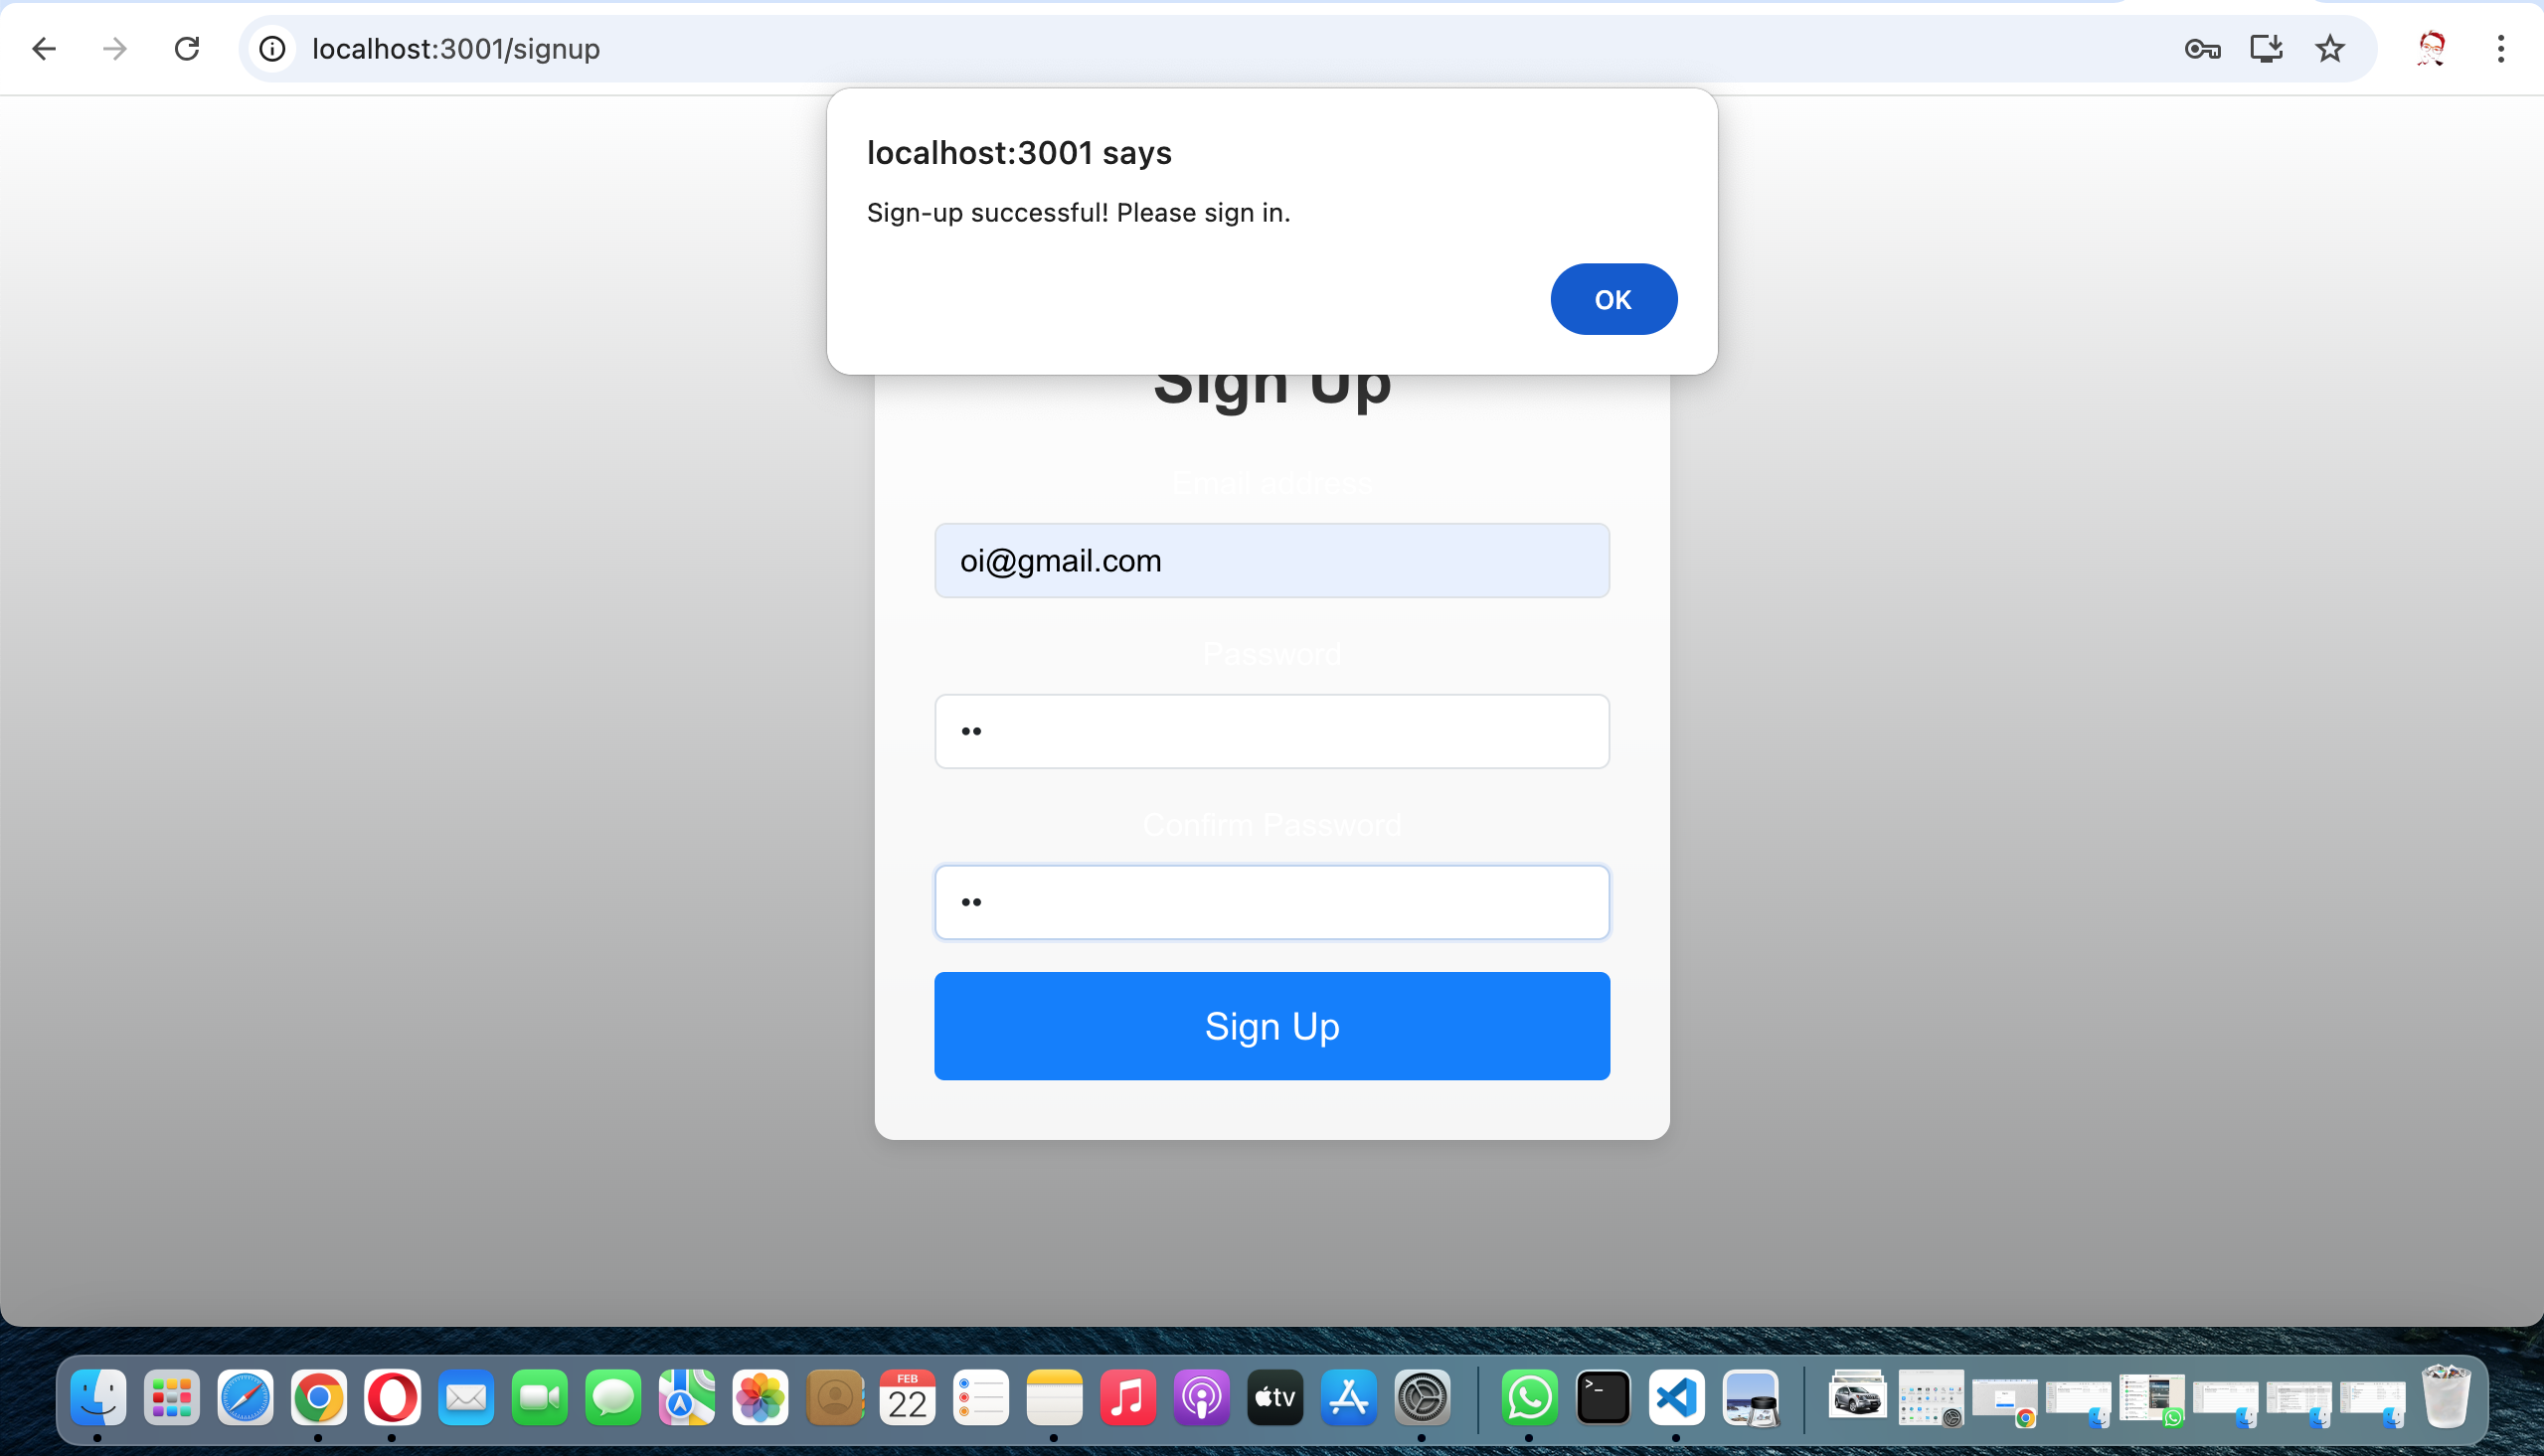 localhost:3001/signup
localhost:3001 says
Sign-up successful! Please sign in.
OK
Sign Up
Email address
oi@gmail.com
Password
••
Confirm Password
••
Sign Up
FEB
22
tv
>_